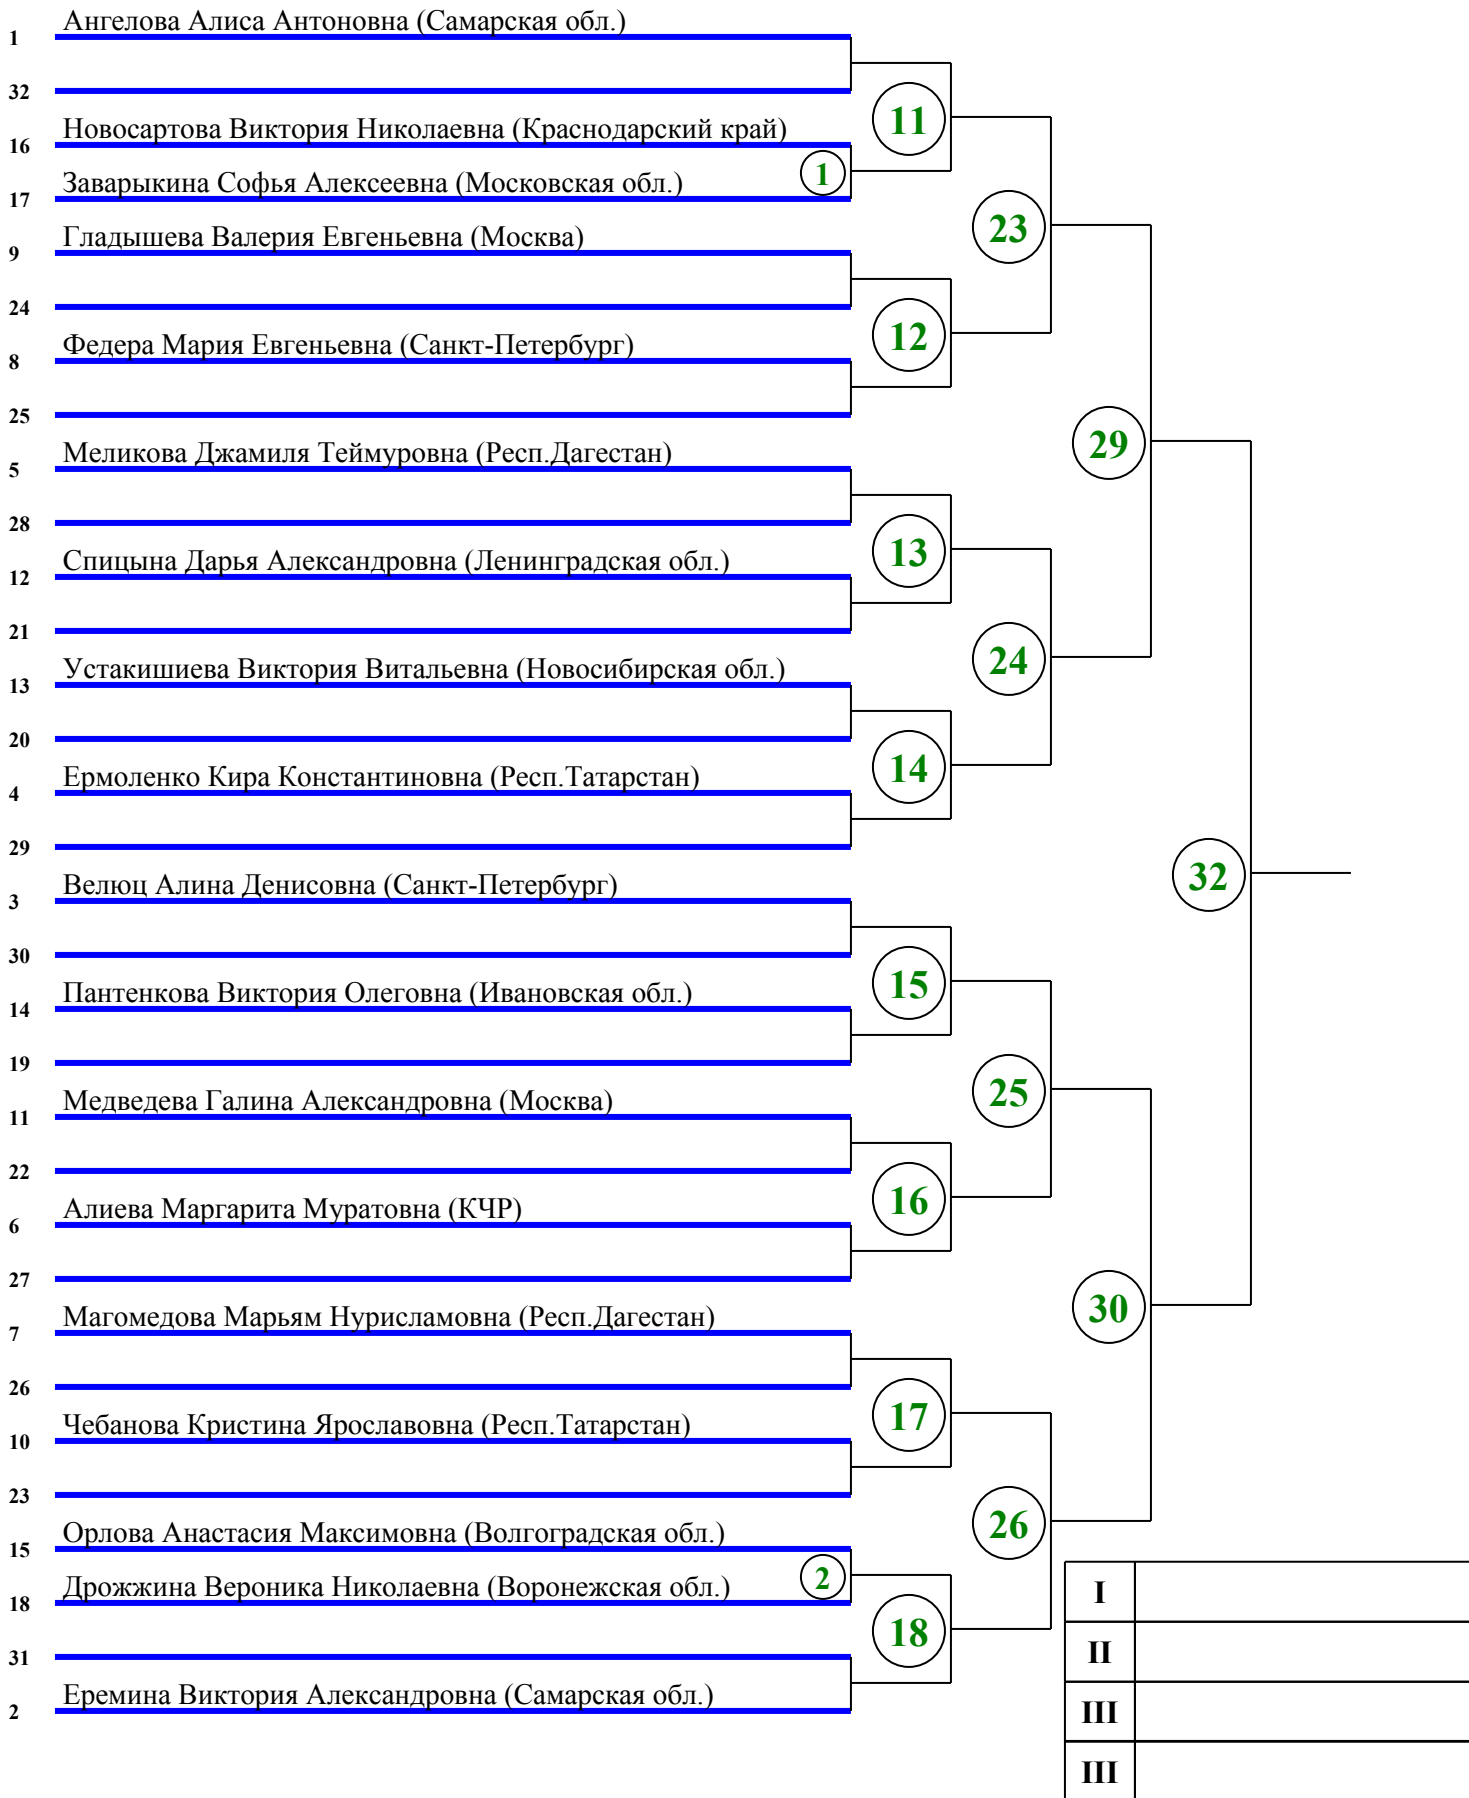 Ангелова Алиса Антоновна (Самарская обл.)
1
32
11
Новосартова Виктория Николаевна (Краснодарский край)
16
1
Заварыкина Софья Алексеевна (Московская обл.)
17
23
Гладышева Валерия Евгеньевна (Москва)
9
24
12
Федера Мария Евгеньевна (Санкт-Петербург)
8
25
29
Меликова Джамиля Теймуровна (Респ.Дагестан)
5
28
13
Спицына Дарья Александровна (Ленинградская обл.)
12
21
24
Устакишиева Виктория Витальевна (Новосибирская обл.)
13
20
14
Ермоленко Кира Константиновна (Респ.Татарстан)
4
29
32
Велюц Алина Денисовна (Санкт-Петербург)
3
30
15
Пантенкова Виктория Олеговна (Ивановская обл.)
14
19
25
Медведева Галина Александровна (Москва)
11
22
16
Алиева Маргарита Муратовна (КЧР)
6
27
30
Магомедова Марьям Нурисламовна (Респ.Дагестан)
7
26
17
Чебанова Кристина Ярославовна (Респ.Татарстан)
10
23
26
Орлова Анастасия Максимовна (Волгоградская обл.)
15
2
Дрожжина Вероника Николаевна (Воронежская обл.)
18
I
18
31
II
Еремина Виктория Александровна (Самарская обл.)
2
III
III